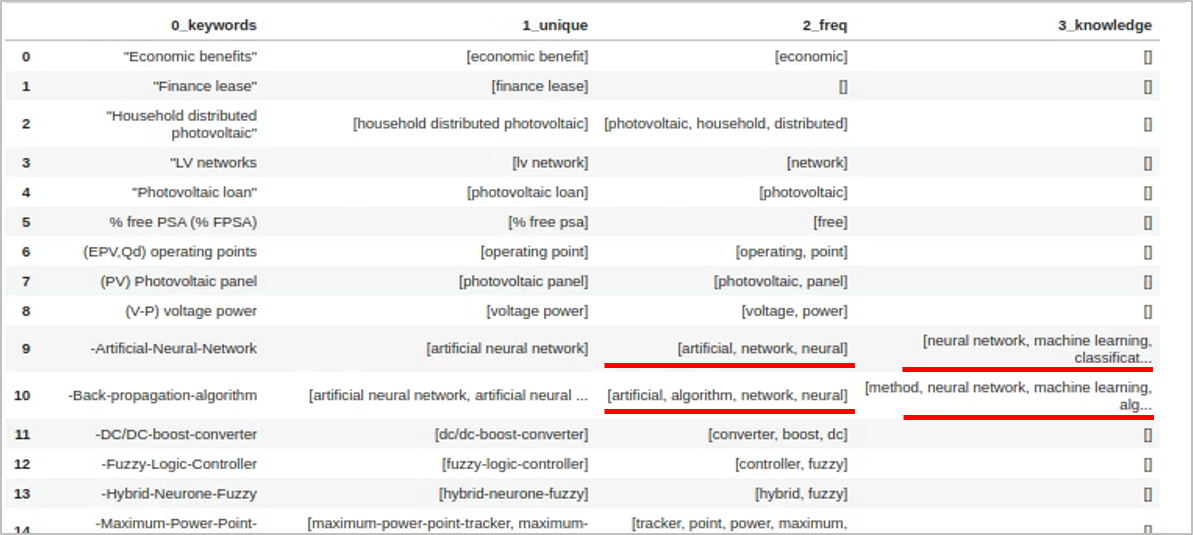 0_keywords 1_unique 2_freq 3_knowledge
0 "Economic benefits" [economic benefit] [economic] []
1 "Finance lease" [finance lease] [] []
2 "Household distributed photovoltaic" [household distributed photovoltaic] [photovoltaic, household, distributed] []
3 "LV networks [lv network] [network] []
4 "Photovoltaic loan" [photovoltaic loan] [photovoltaic] []
5 % free PSA (% FPSA) [% free psa] [free] []
6 (EPV,Qd) operating points [operating point] [operating, point] []
7 (PV) Photovoltaic panel [photovoltaic panel] [photovoltaic, panel] []
8 (V-P) voltage power [voltage power] [voltage, power] []
9 -Artificial-Neural-Network [artificial neural network] [artificial, network, neural] [neural network, machine learning, classificat...
10 -Back-propagation-algorithm [artificial neural network, artificial neural ... [artificial, algorithm, network, neural] [method, neural network, machine learning, alg...
11 -DC/DC-boost-converter [dc/dc-boost-converter] [converter, boost, dc] []
12 -Fuzzy-Logic-Controller [fuzzy-logic-controller] [controller, fuzzy] []
13 -Hybrid-Neurone-Fuzzy [hybrid-neurone-fuzzy] [hybrid, fuzzy] []
14 -Maximum-Power-Point- [maximum-power-point-tracker, maximum- [tracker, point, power, maximum, []